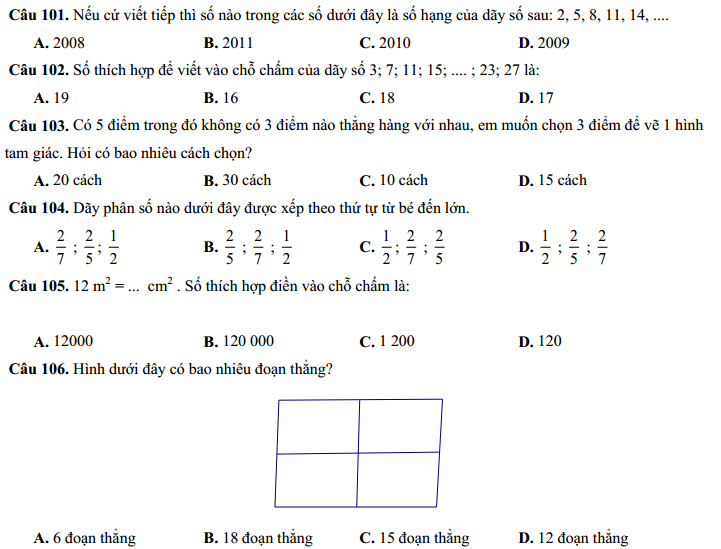 Câu 101. Nếu cứ viết tiếp thì số nào trong các số dưới đây là số hạng của dãy số sau: 2, 5, 8, 11, 14, ....
A. 2008 B. 2011 C. 2010 D. 2009
Câu 102. Số thích hợp để viết vào chỗ chấm của dãy số 3; 7; 11; 15; .... ; 23; 27 là:
A. 19 B. 16 C. 18 D. 17
Câu 103. Có 5 điểm trong đó không có 3 điểm nào thẳng hàng với nhau, em muốn chọn 3 điểm để vẽ 1 hình
tam giác. Hỏi có bao nhiêu cách chọn?
A. 20 cách B. 30 cách C. 10 cách D. 15 cách
Câu 104. Dãy phân số nào dưới đây được xếp theo thứ tự từ bé đến lớn.
A. 2/7 ; 2/5 ; 1/2 B. 2/5 ; 2/7 ; 1/2 C. 1/2 ; 2/7 ; 2/5 D. 1/2 ; 2/5 ; 2/7
Câu 105. 12 m² = ... cm² . Số thích hợp điền vào chỗ chấm là:
A. 12000 B. 120 000 C. 1 200 D. 120
Câu 106. Hình dưới đây có bao nhiêu đoạn thẳng?
A. 6 đoạn thẳng B. 18 đoạn thẳng C. 15 đoạn thẳng D. 12 đoạn thẳng